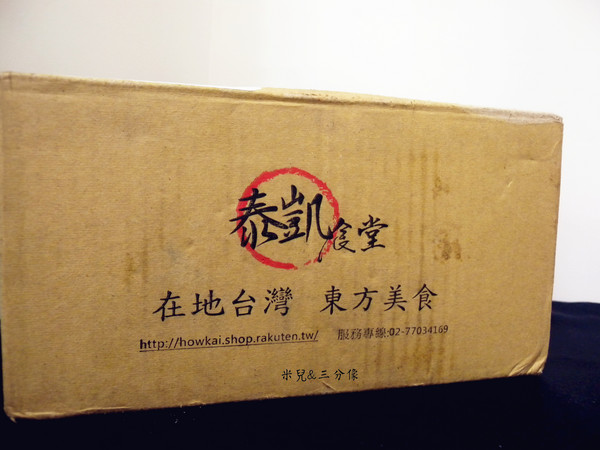 泰凱食堂
在地台灣 東方美食
http://howkai.shop.rakuten.tw/ 服務專線:02-77034169
米兒&三分像